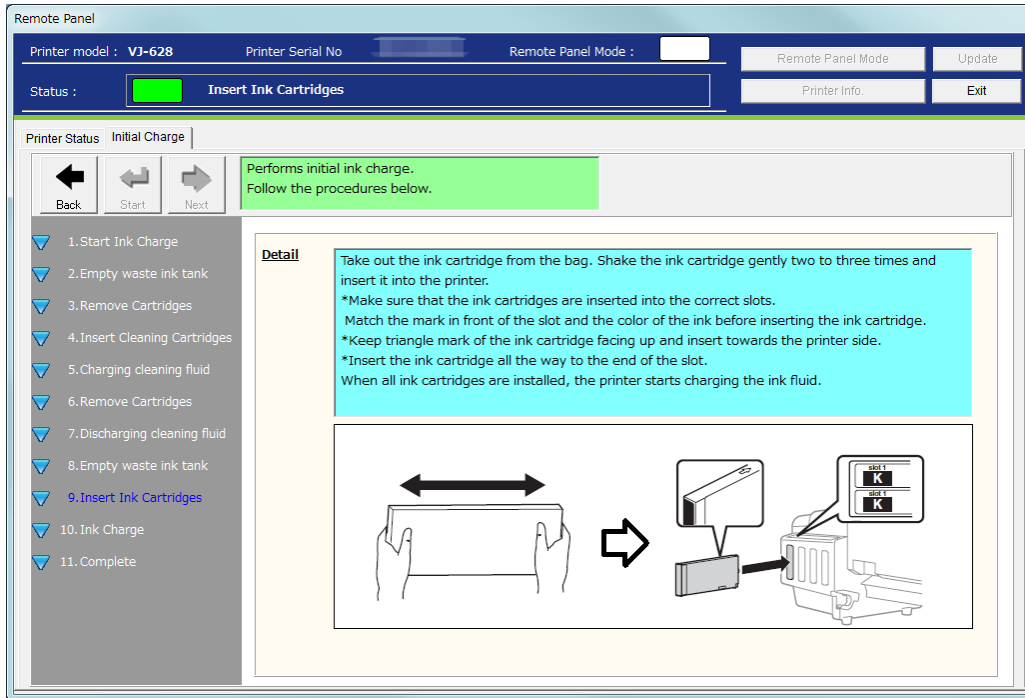 Remote Panel
Printer model : VJ-628 Printer Serial No Remote Panel Mode :
Remote Panel Mode Update
Status : Insert Ink Cartridges
Printer Info. Exit
Printer Status Initial Charge
Back Start Next
Performs initial ink charge.
Follow the procedures below.
1.Start Ink Charge
2.Empty waste ink tank
3.Remove Cartridges
4.Insert Cleaning Cartridges
5.Charging cleaning fluid
6.Remove Cartridges
7.Discharging cleaning fluid
8.Empty waste ink tank
9.Insert Ink Cartridges
10.Ink Charge
11.Complete
Detail
Take out the ink cartridge from the bag. Shake the ink cartridge gently two to three times and
insert it into the printer.
*Make sure that the ink cartridges are inserted into the correct slots.
Match the mark in front of the slot and the color of the ink before inserting the ink cartridge.
*Keep triangle mark of the ink cartridge facing up and insert towards the printer side.
*Insert the ink cartridge all the way to the end of the slot.
When all ink cartridges are installed, the printer starts charging the ink fluid.
slot 1
K
slot 1
K